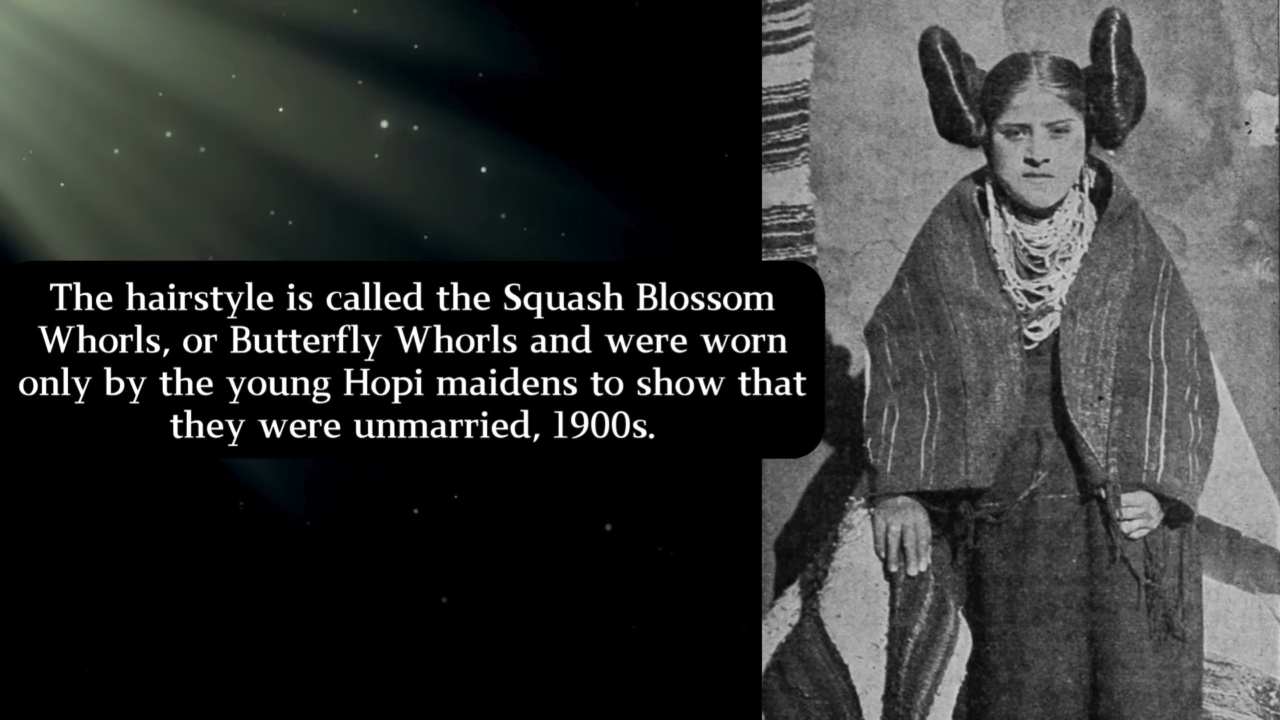 The hairstyle is called the Squash Blossom
Whorls, or Butterfly Whorls and were worn
only by the young Hopi maidens to show that
they were unmarried, 1900s.